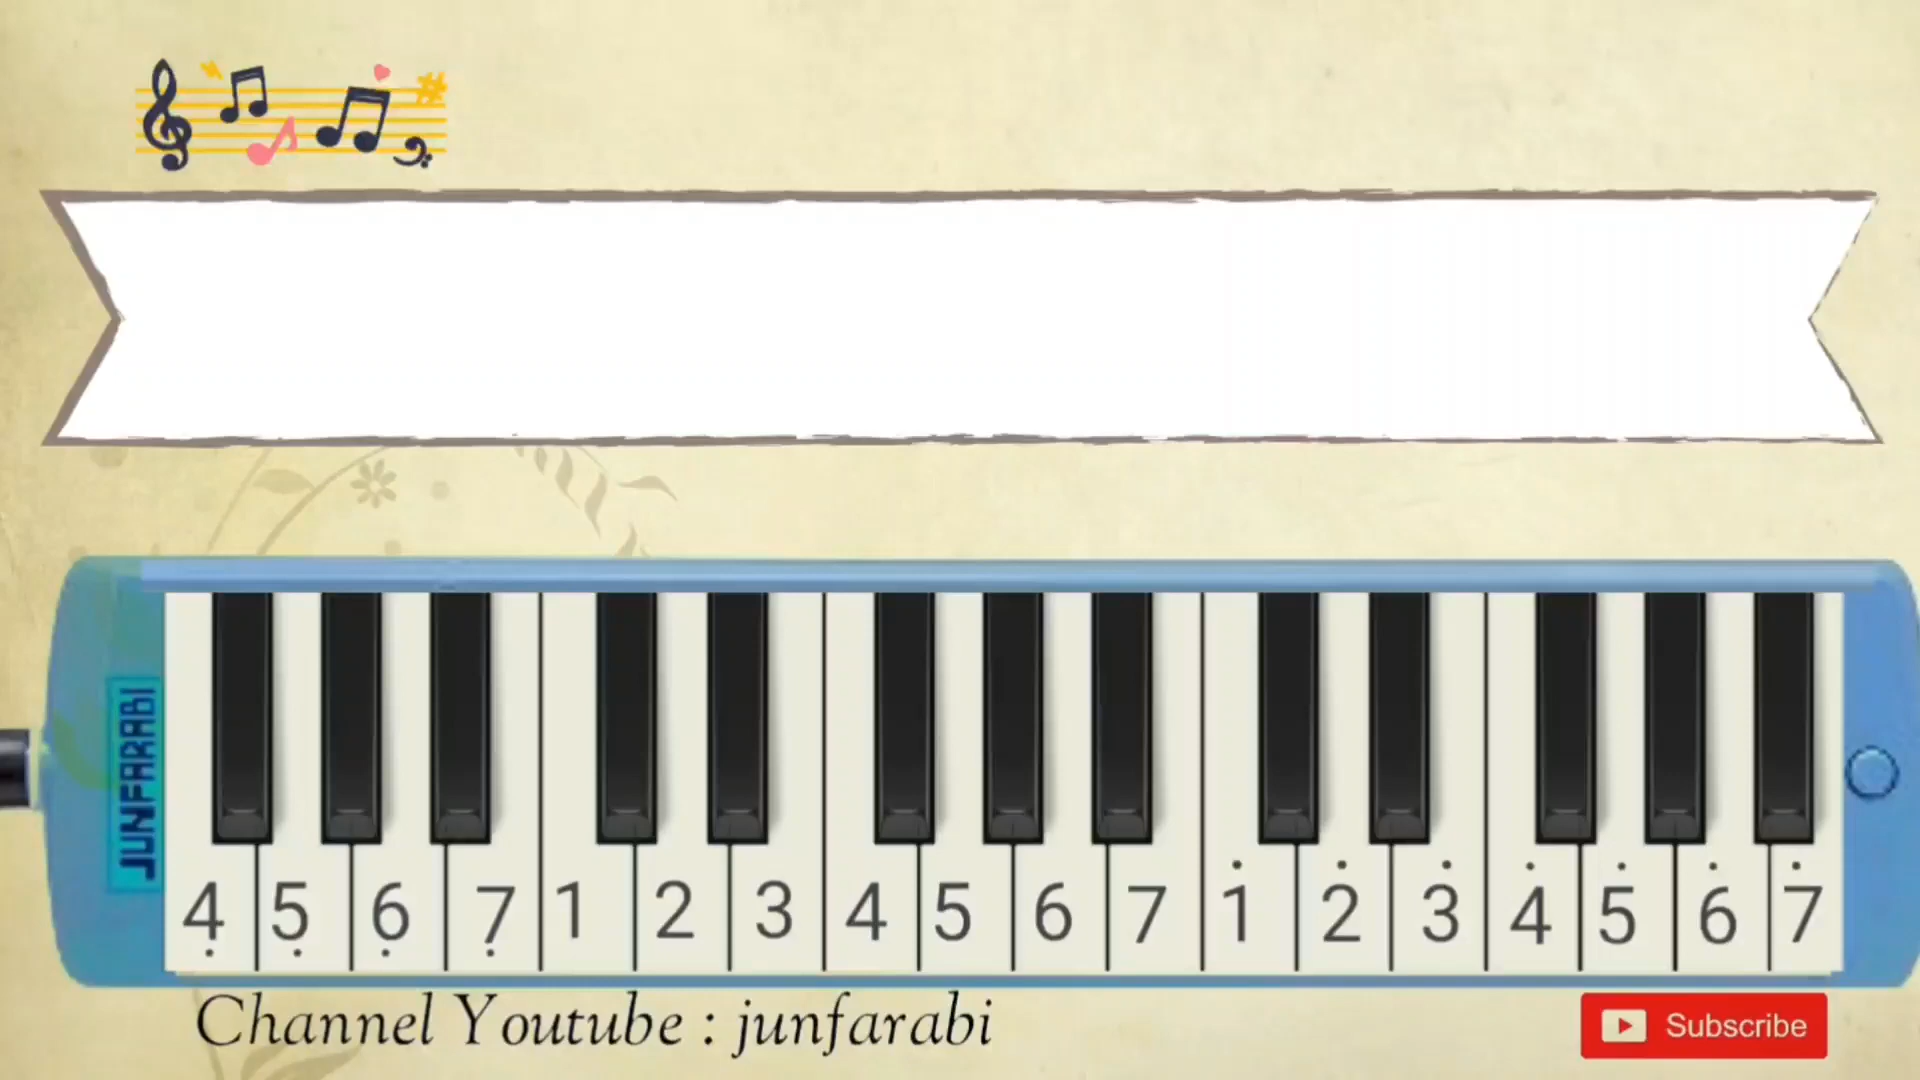 JUNFARABI
4̣ 5̣ 6̣ 7̣ 1 2 3 4 5 6 7 1̇ 2̇ 3̇ 4̇ 5̇ 6̇ 7̇
Channel Youtube : junfarabi
Subscribe